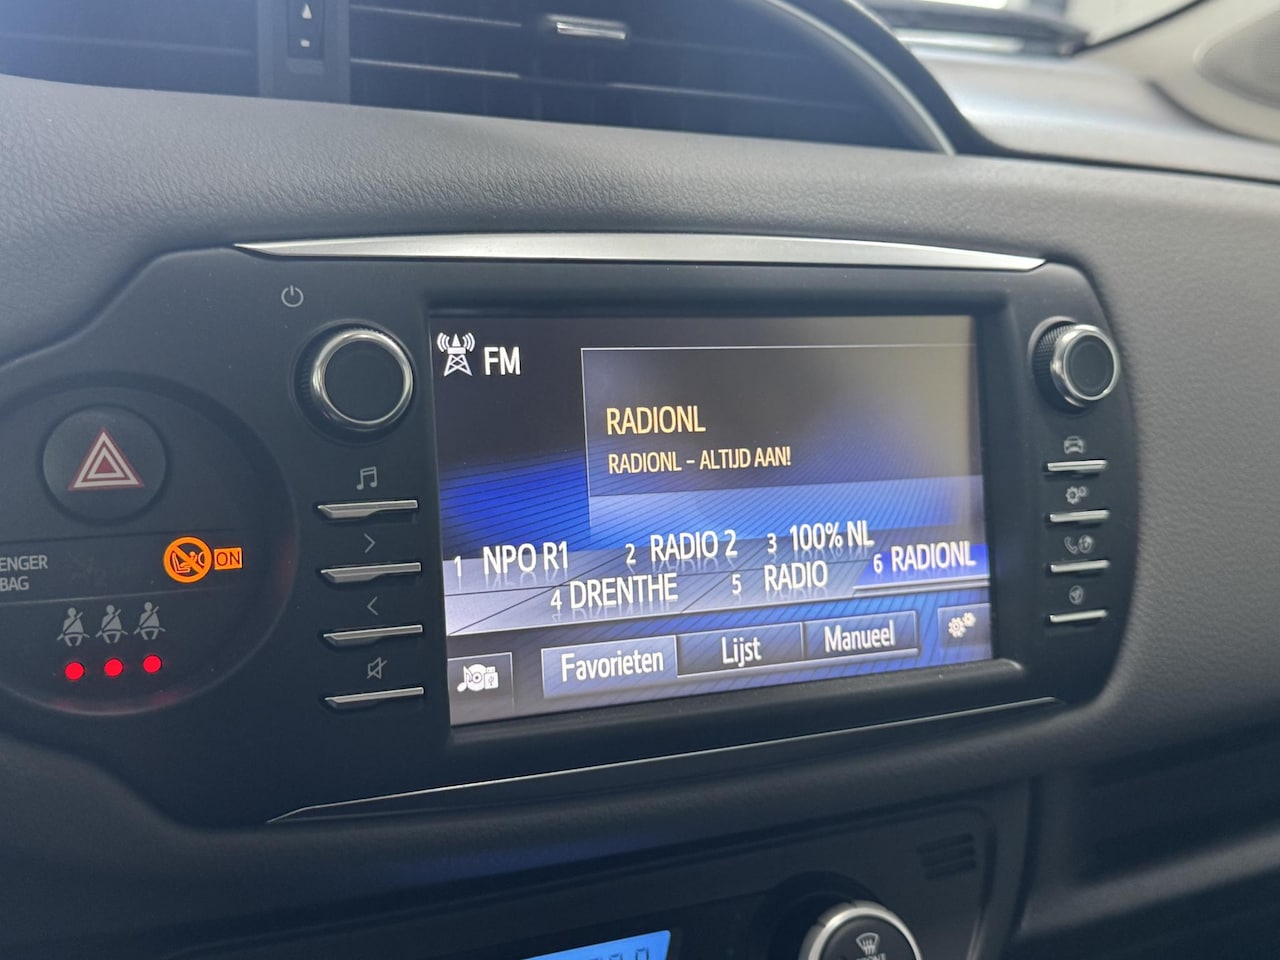 FM
RADIONL
RADIONL - ALTIJD AAN!
1 NPO R1 2 RADIO 2 3 100% NL
4 DRENTHE 5 RADIO 6 RADIONL
Favorieten Lijst Manueel
ENGER
BAG
ON
FRONT